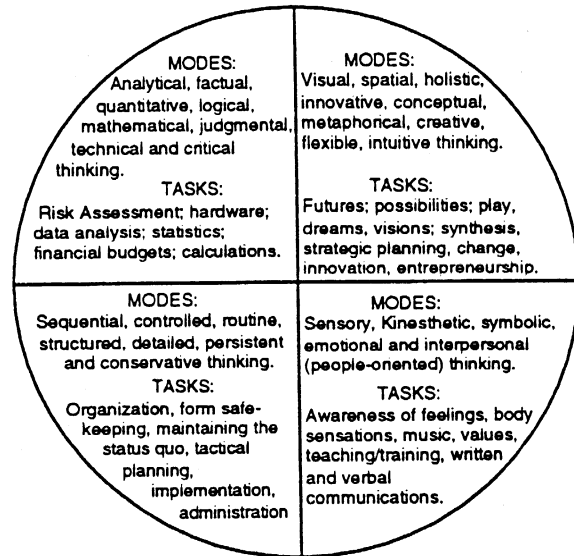 MODES:
Analytical, factual,
quantitative, logical,
mathematical, judgmental,
technical and critical
thinking.
TASKS:
Risk Assessment; hardware;
data analysis; statistics;
financial budgets; calculations.
MODES:
Visual, spatial, holistic,
innovative, conceptual,
metaphorical, creative,
flexible, intuitive thinking.
TASKS:
Futures; possibilities; play,
dreams, visions; synthesis,
strategic planning, change,
innovation, entrepreneurship.
MODES:
Sequential, controlled, routine,
structured, detailed, persistent
and conservative thinking.
TASKS:
Organization, form safe-
keeping, maintaining the
status quo, tactical
planning,
implementation,
administration
MODES:
Sensory, Kinesthetic, symbolic,
emotional and interpersonal
(people-oriented) thinking.
TASKS:
Awareness of feelings, body
sensations, music, values,
teaching/training, written
and verbal
communications.